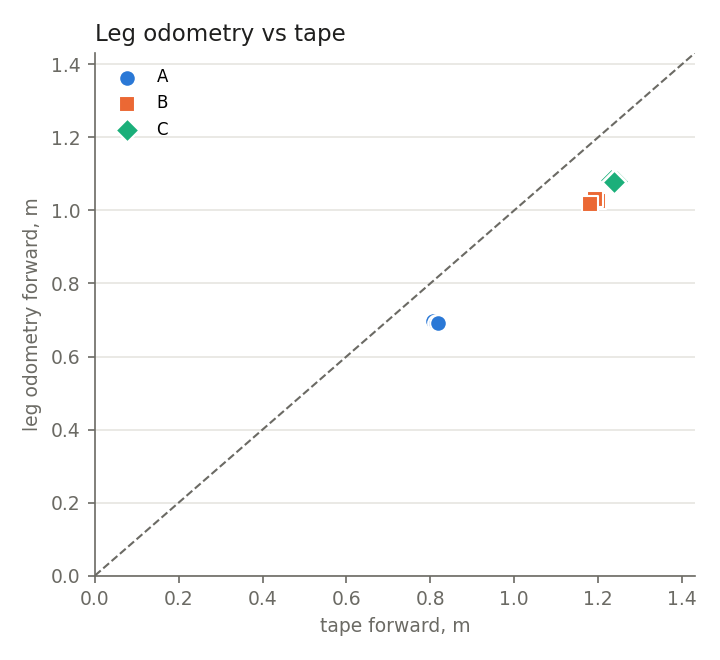 Leg odometry vs tape
A
B
C
leg odometry forward, m
1.4
1.2
1.0
0.8
0.6
0.4
0.2
0.0
0.0 0.2 0.4 0.6 0.8 1.0 1.2 1.4
tape forward, m